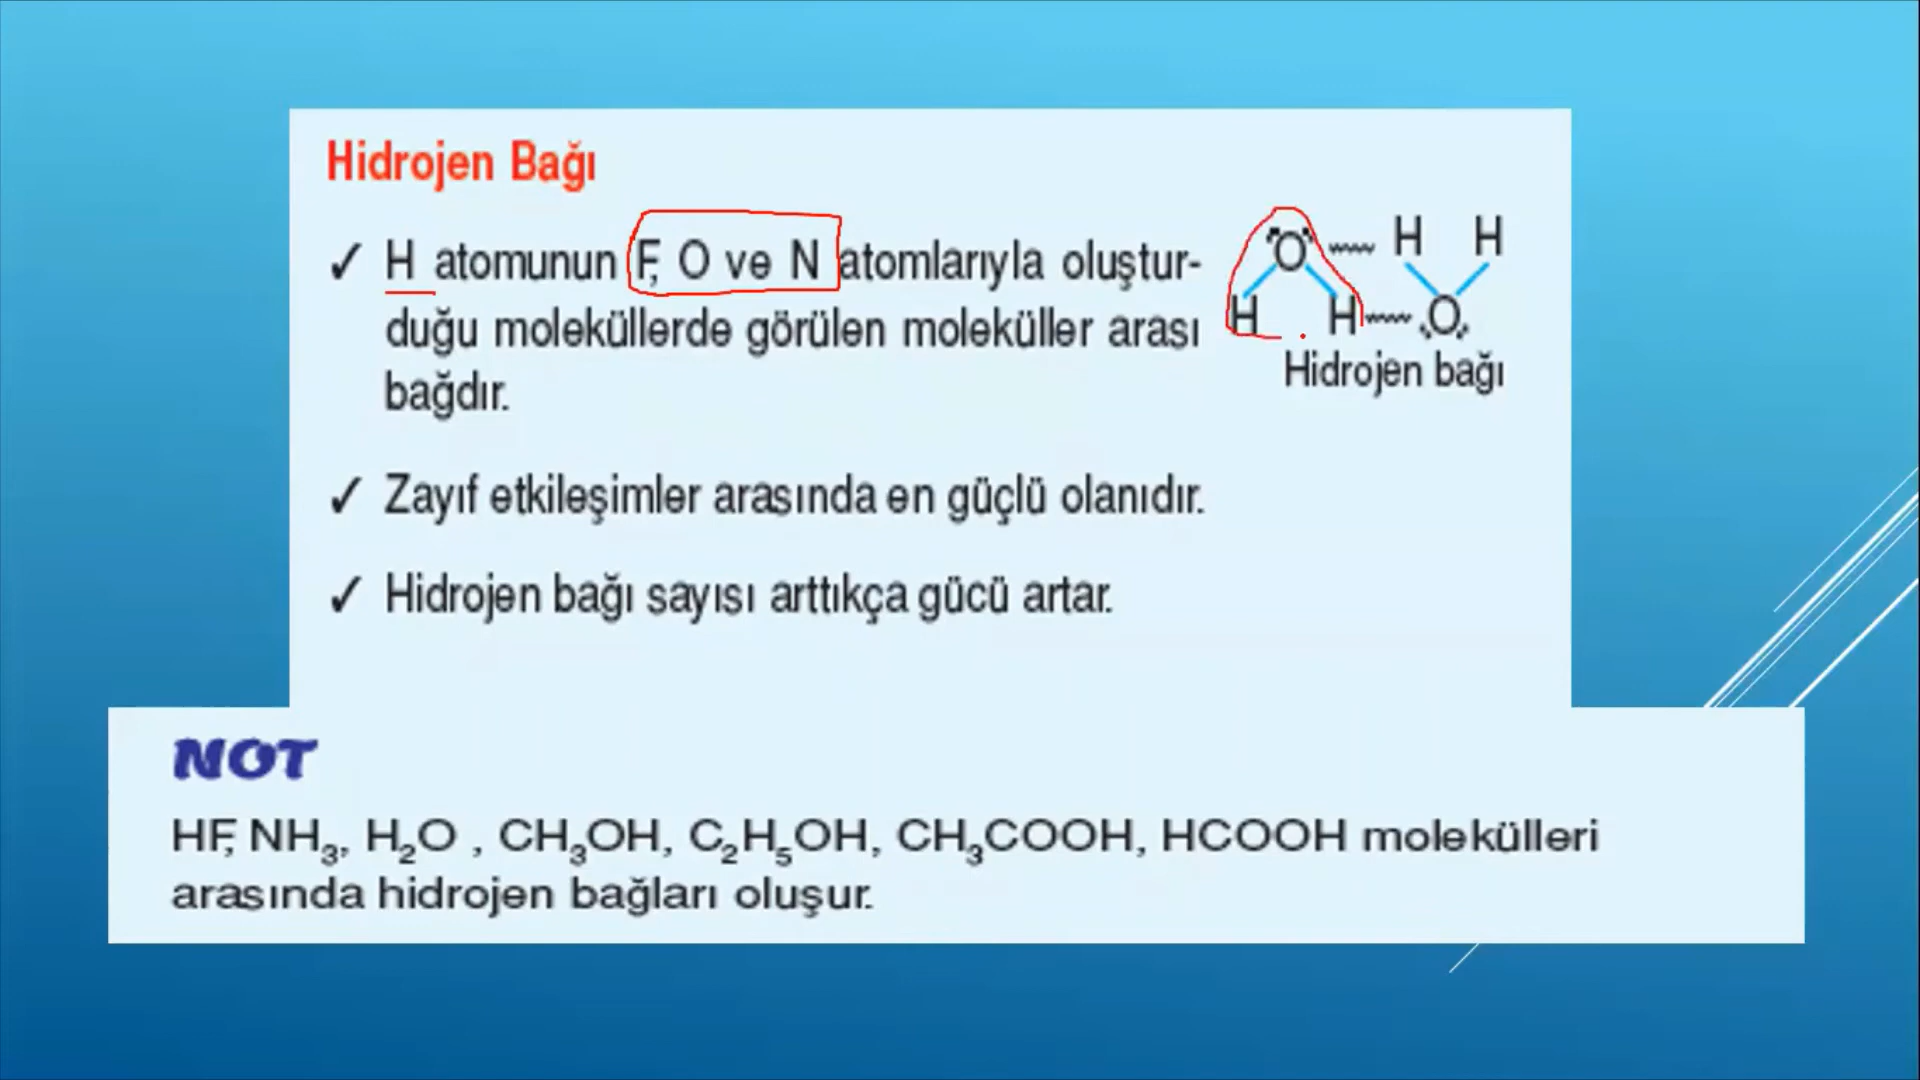 Hidrojen Bağı
✓ H atomunun F, O ve N atomlarıyla oluştur-
duğu moleküllerde görülen moleküller arası
bağdır.
O H H
H H O
Hidrojen bağı
✓ Zayıf etkileşimler arasında en güçlü olanıdır.
✓ Hidrojen bağı sayısı arttıkça gücü artar.
NOT
HF, NH₃, H₂O , CH₃OH, C₂H₅OH, CH₃COOH, HCOOH molekülleri
arasında hidrojen bağları oluşur.